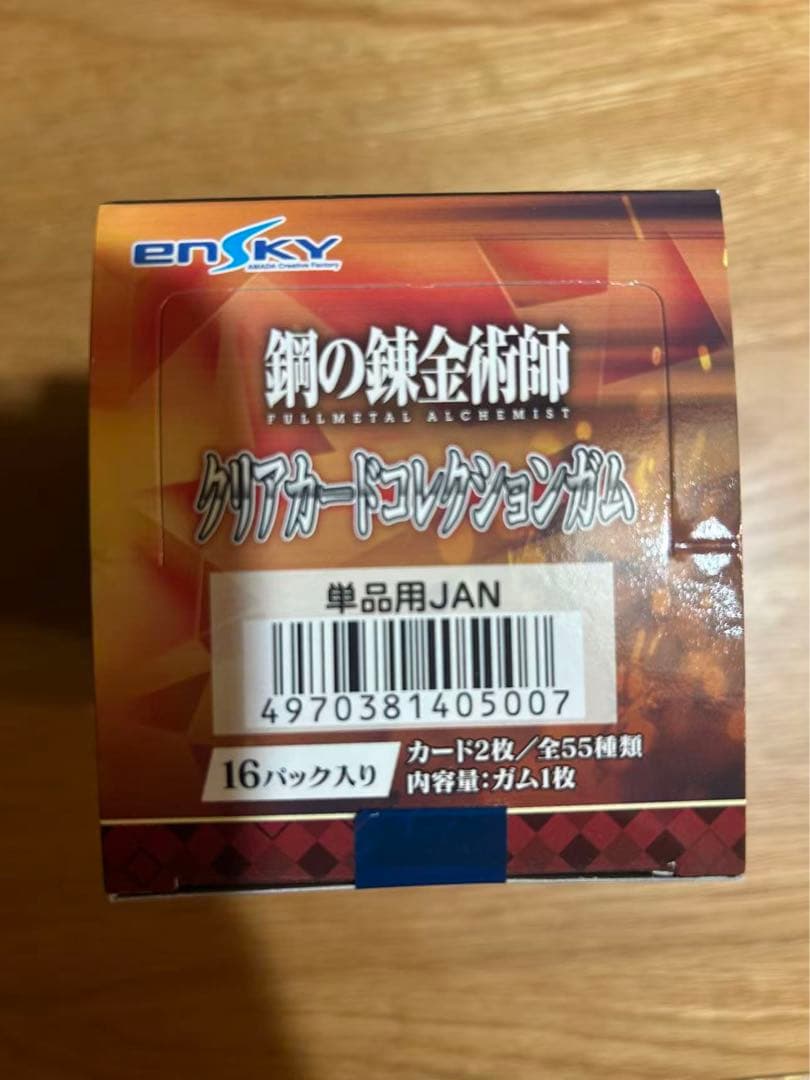 ensky
AMADA Creative Factory
鋼の錬金術師
FULLMETAL ALCHEMIST
クリアカードコレクションガム
単品用JAN
4970381405007
16パック入り
カード2枚/全55種類
内容量:ガム1枚